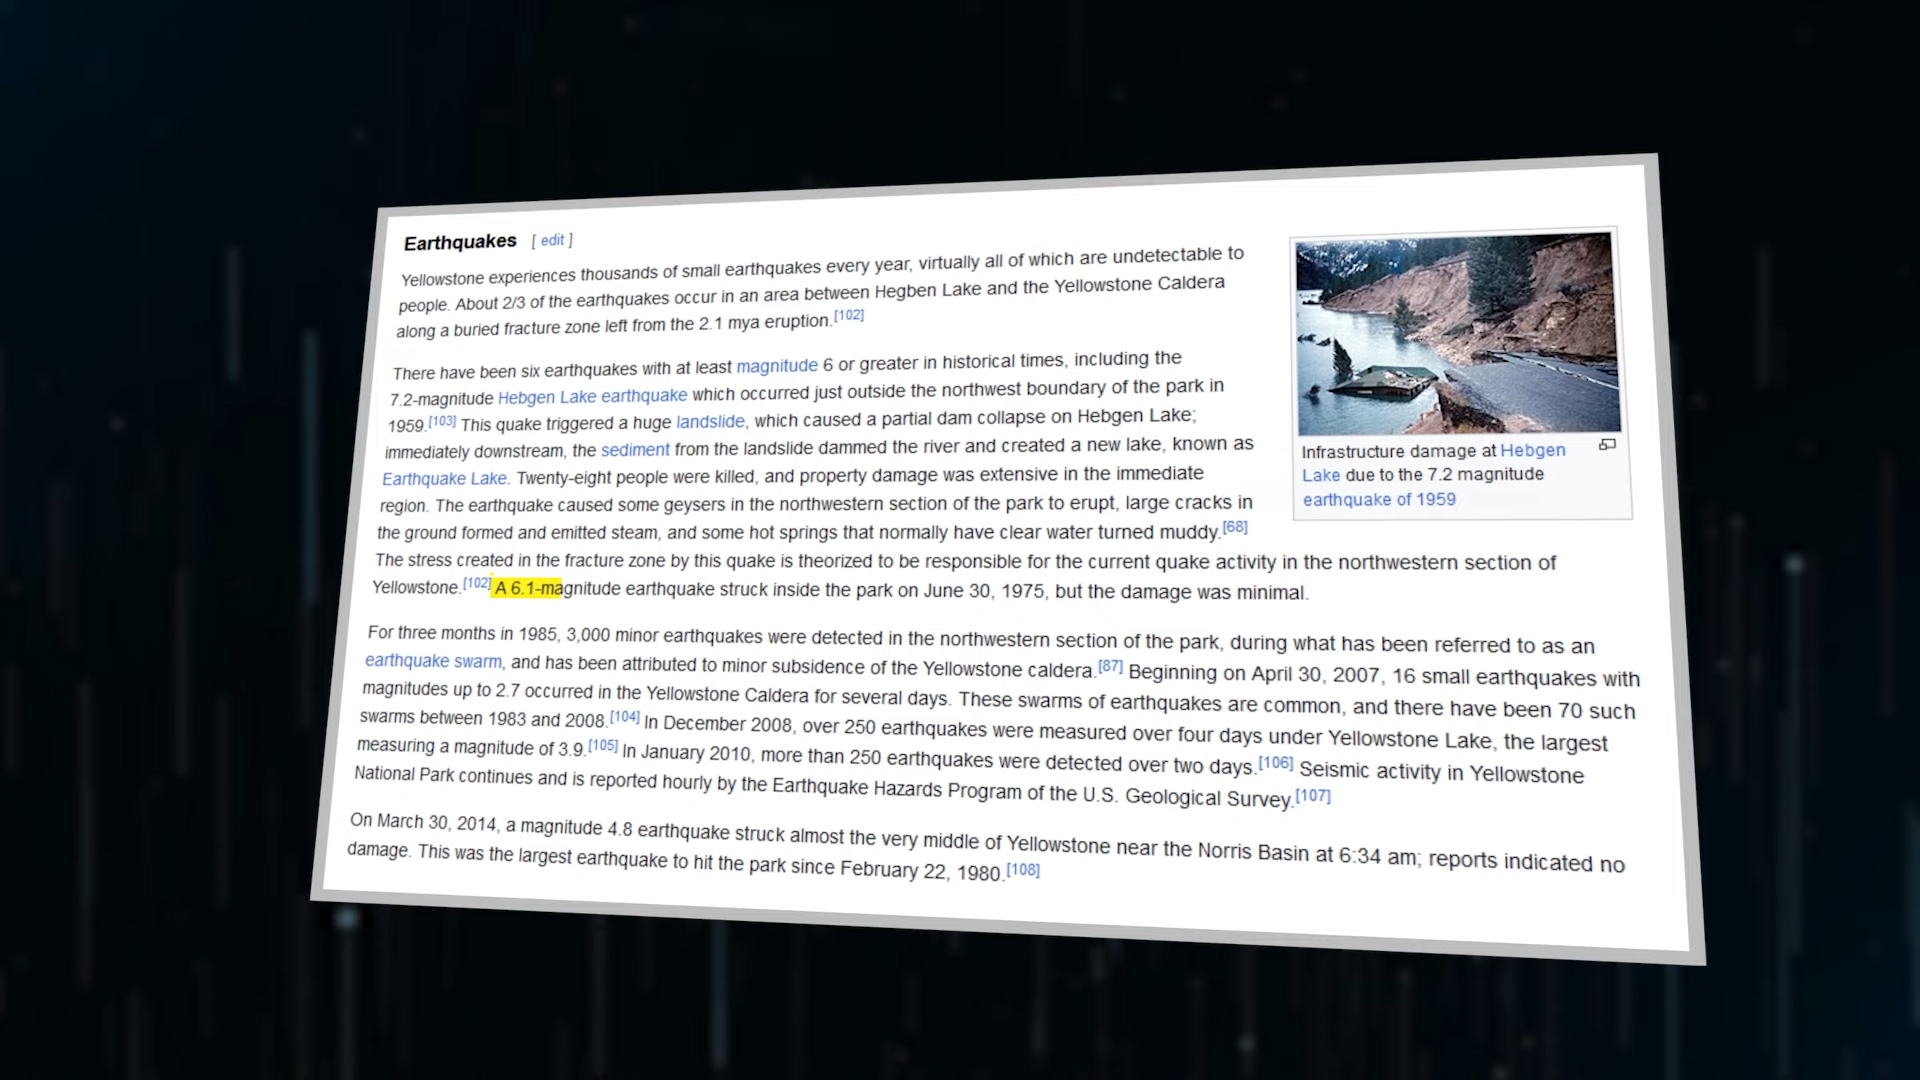 Earthquakes [ edit ]
Yellowstone experiences thousands of small earthquakes every year, virtually all of which are undetectable to
people. About 2/3 of the earthquakes occur in an area between Hegben Lake and the Yellowstone Caldera
along a buried fracture zone left from the 2.1 mya eruption.[102]
There have been six earthquakes with at least magnitude 6 or greater in historical times, including the
7.2-magnitude Hebgen Lake earthquake which occurred just outside the northwest boundary of the park in
1959.[103] This quake triggered a huge landslide, which caused a partial dam collapse on Hebgen Lake;
immediately downstream, the sediment from the landslide dammed the river and created a new lake, known as
Earthquake Lake. Twenty-eight people were killed, and property damage was extensive in the immediate
region. The earthquake caused some geysers in the northwestern section of the park to erupt, large cracks in
the ground formed and emitted steam, and some hot springs that normally have clear water turned muddy.[68]
The stress created in the fracture zone by this quake is theorized to be responsible for the current quake activity in the northwestern section of
Yellowstone.[102] A 6.1-magnitude earthquake struck inside the park on June 30, 1975, but the damage was minimal.
For three months in 1985, 3,000 minor earthquakes were detected in the northwestern section of the park, during what has been referred to as an
earthquake swarm, and has been attributed to minor subsidence of the Yellowstone caldera.[87] Beginning on April 30, 2007, 16 small earthquakes with
magnitudes up to 2.7 occurred in the Yellowstone Caldera for several days. These swarms of earthquakes are common, and there have been 70 such
swarms between 1983 and 2008.[104] In December 2008, over 250 earthquakes were measured over four days under Yellowstone Lake, the largest
measuring a magnitude of 3.9.[105] In January 2010, more than 250 earthquakes were detected over two days.[106] Seismic activity in Yellowstone
National Park continues and is reported hourly by the Earthquake Hazards Program of the U.S. Geological Survey.[107]
On March 30, 2014, a magnitude 4.8 earthquake struck almost the very middle of Yellowstone near the Norris Basin at 6:34 am; reports indicated no
damage. This was the largest earthquake to hit the park since February 22, 1980.[108]
Infrastructure damage at Hebgen
Lake due to the 7.2 magnitude
earthquake of 1959